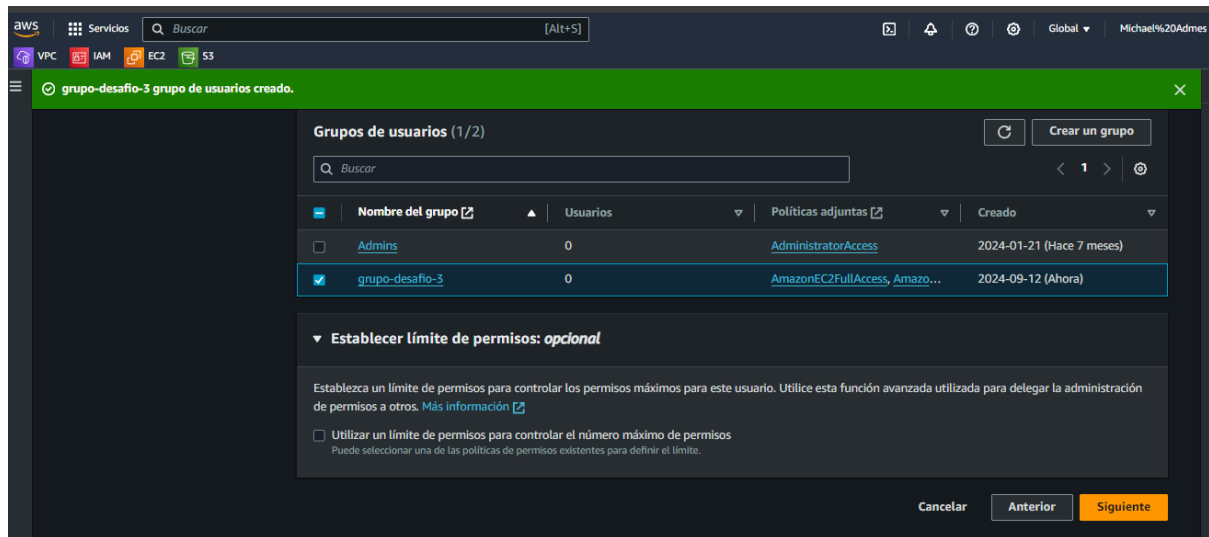 aws Servicios Buscar [Alt+S] Global Michael%20Admes
VPC IAM EC2 S3
grupo-desafio-3 grupo de usuarios creado.
Grupos de usuarios (1/2) Crear un grupo
Buscar 1
Nombre del grupo Usuarios Políticas adjuntas Creado
Admins 0 AdministratorAccess 2024-01-21 (Hace 7 meses)
grupo-desafio-3 0 AmazonEC2FullAccess, Amazo... 2024-09-12 (Ahora)
Establecer límite de permisos: opcional
Establezca un límite de permisos para controlar los permisos máximos para este usuario. Utilice esta función avanzada utilizada para delegar la administración
de permisos a otros. Más información
Utilizar un límite de permisos para controlar el número máximo de permisos
Puede seleccionar una de las políticas de permisos existentes para definir el límite.
Cancelar Anterior Siguiente